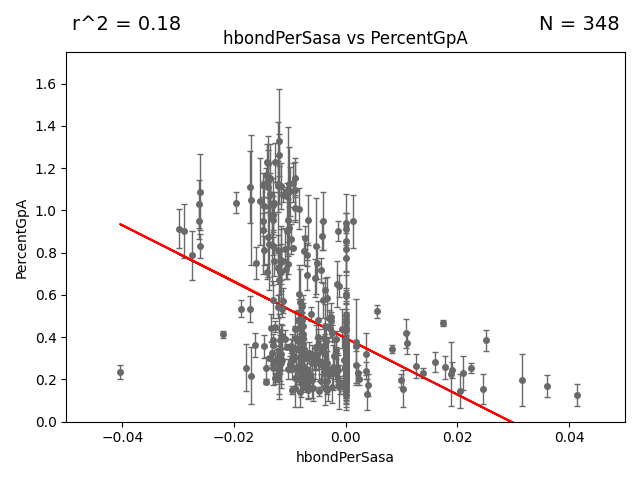 r^2 = 0.18
N = 348
hbondPerSasa vs PercentGpA
1.6
1.4
1.2
1.0
0.8
0.6
0.4
0.2
0.0
PercentGpA
−0.04
−0.02
0.00
0.02
0.04
hbondPerSasa